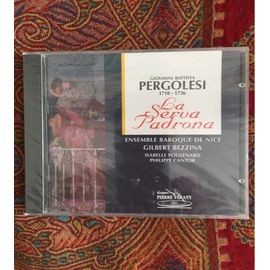 GIOVANNI BATTISTA
PERGOLESI
1710 - 1736
La
Serva
Padrona
ENSEMBLE BAROQUE DE NICE
GILBERT BEZZINA
ISABELLE POULENARD
PHILIPPE CANTOR
disques
PIERRE VERANY